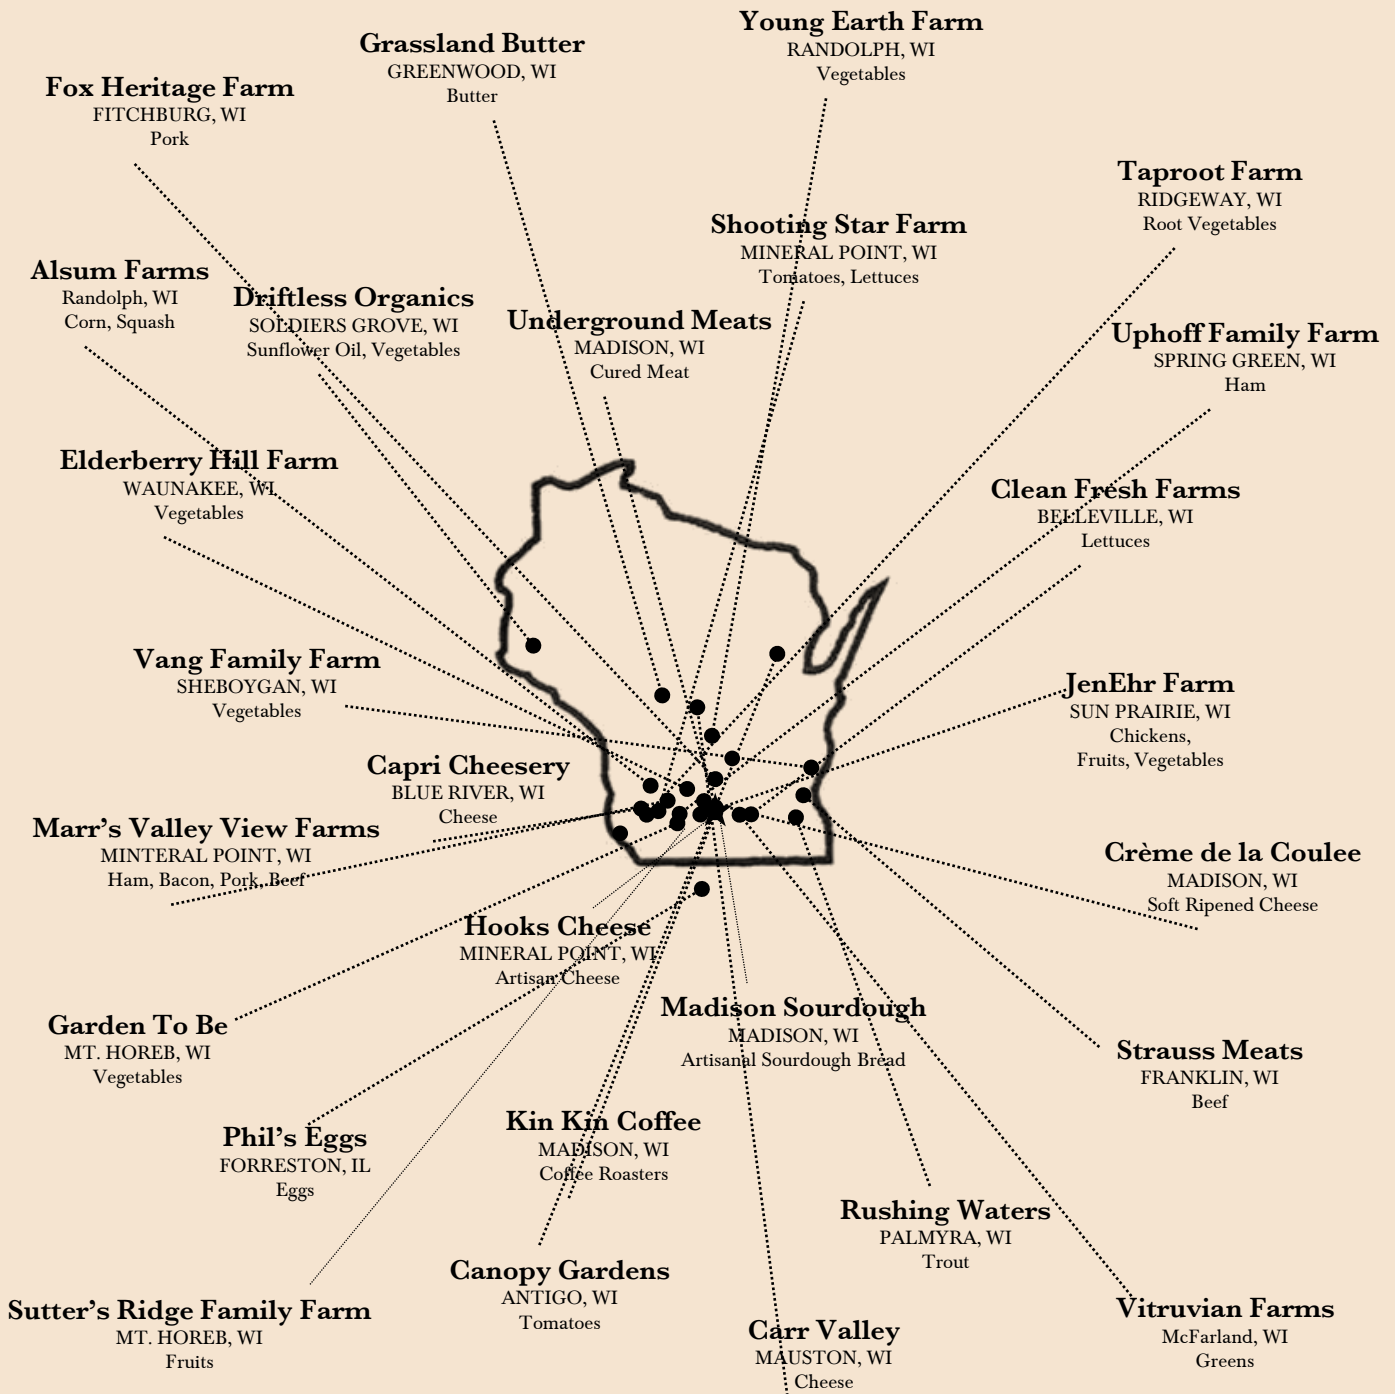 Young Earth Farm
RANDOLPH, WI
Vegetables
Grassland Butter
GREENWOOD, WI
Butter
Fox Heritage Farm
FITCHBURG, WI
Pork
Taproot Farm
RIDGEWAY, WI
Root Vegetables
Shooting Star Farm
MINERAL POINT, WI
Tomatoes, Lettuces
Alsum Farms
Randolph, WI
Corn, Squash
Driftless Organics
SOLDIERS GROVE, WI
Sunflower Oil, Vegetables
Underground Meats
MADISON, WI
Cured Meat
Uphoff Family Farm
SPRING GREEN, WI
Ham
Elderberry Hill Farm
WAUNAKEE, WI
Vegetables
Clean Fresh Farms
BELLEVILLE, WI
Lettuces
Vang Family Farm
SHEBOYGAN, WI
Vegetables
JenEhr Farm
SUN PRAIRIE, WI
Chickens,
Fruits, Vegetables
Capri Cheesery
BLUE RIVER, WI
Cheese
Marr's Valley View Farms
MINTERAL POINT, WI
Ham, Bacon, Pork, Beef
Crème de la Coulee
MADISON, WI
Soft Ripened Cheese
Hooks Cheese
MINERAL POINT, WI
Artisan Cheese
Madison Sourdough
MADISON, WI
Artisanal Sourdough Bread
Garden To Be
MT. HOREB, WI
Vegetables
Strauss Meats
FRANKLIN, WI
Beef
Phil's Eggs
FORRESTON, IL
Eggs
Kin Kin Coffee
MADISON, WI
Coffee Roasters
Rushing Waters
PALMYRA, WI
Trout
Canopy Gardens
ANTIGO, WI
Tomatoes
Sutter's Ridge Family Farm
MT. HOREB, WI
Fruits
Carr Valley
MAUSTON, WI
Cheese
Vitruvian Farms
McFarland, WI
Greens